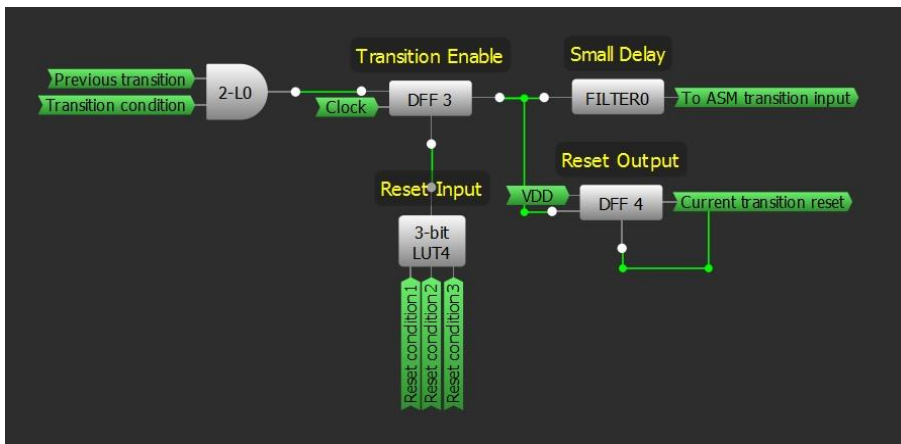 Transition Enable
Small Delay
Previous transition
Transition condition
2-L0
Clock
DFF 3
FILTER0
To ASM transition input
Reset Output
Reset Input
VDD
DFF 4
Current transition reset
3-bit
LUT4
Reset condition1
Reset condition2
Reset condition3